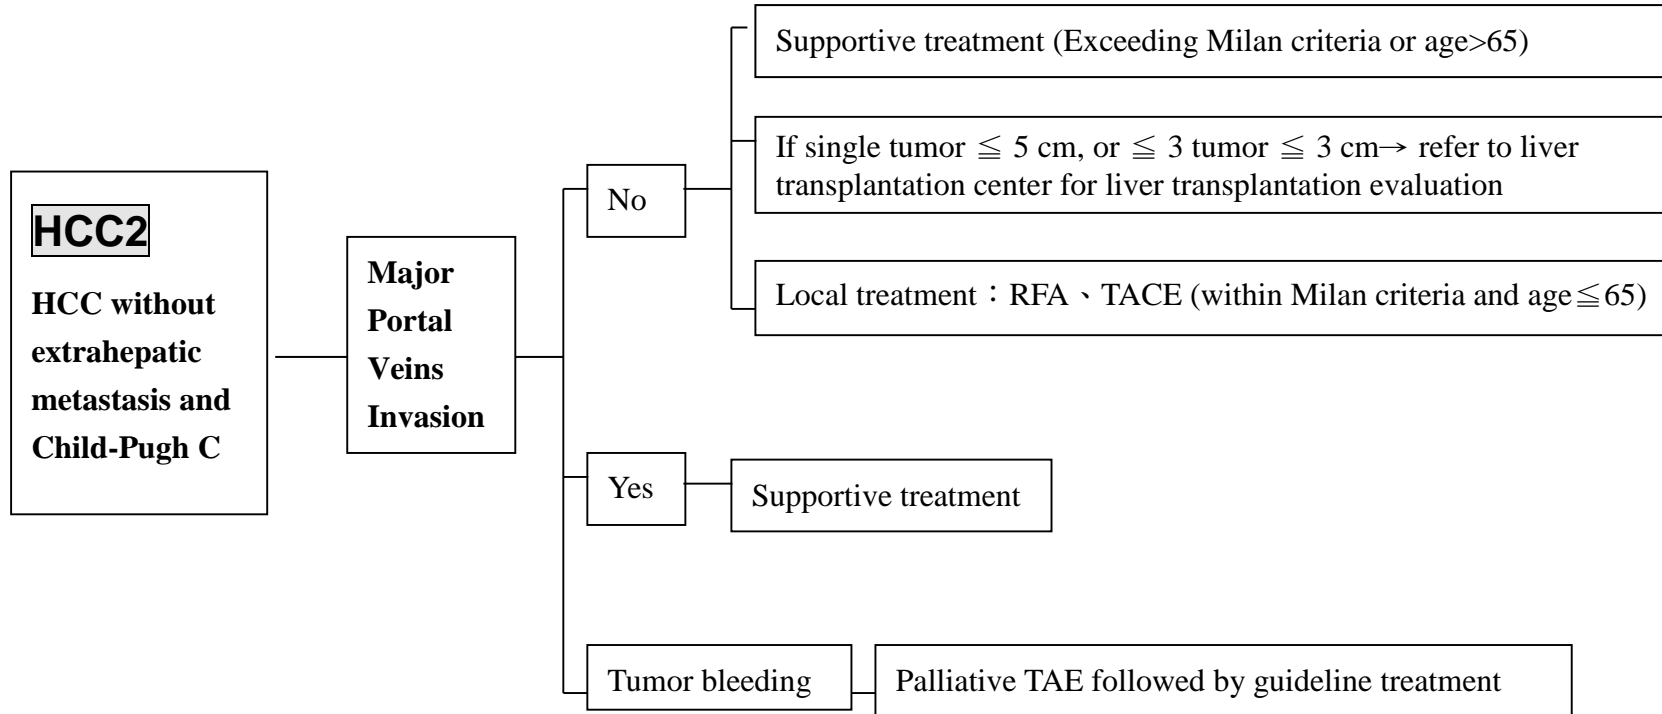 HCC2
HCC without
extrahepatic
metastasis and
Child-Pugh C
Major
Portal
Veins
Invasion
No
Supportive treatment (Exceeding Milan criteria or age>65)
If single tumor ≦ 5 cm, or ≦ 3 tumor ≦ 3 cm→ refer to liver
transplantation center for liver transplantation evaluation
Local treatment：RFA、TACE (within Milan criteria and age≦65)
Yes
Supportive treatment
Tumor bleeding
Palliative TAE followed by guideline treatment